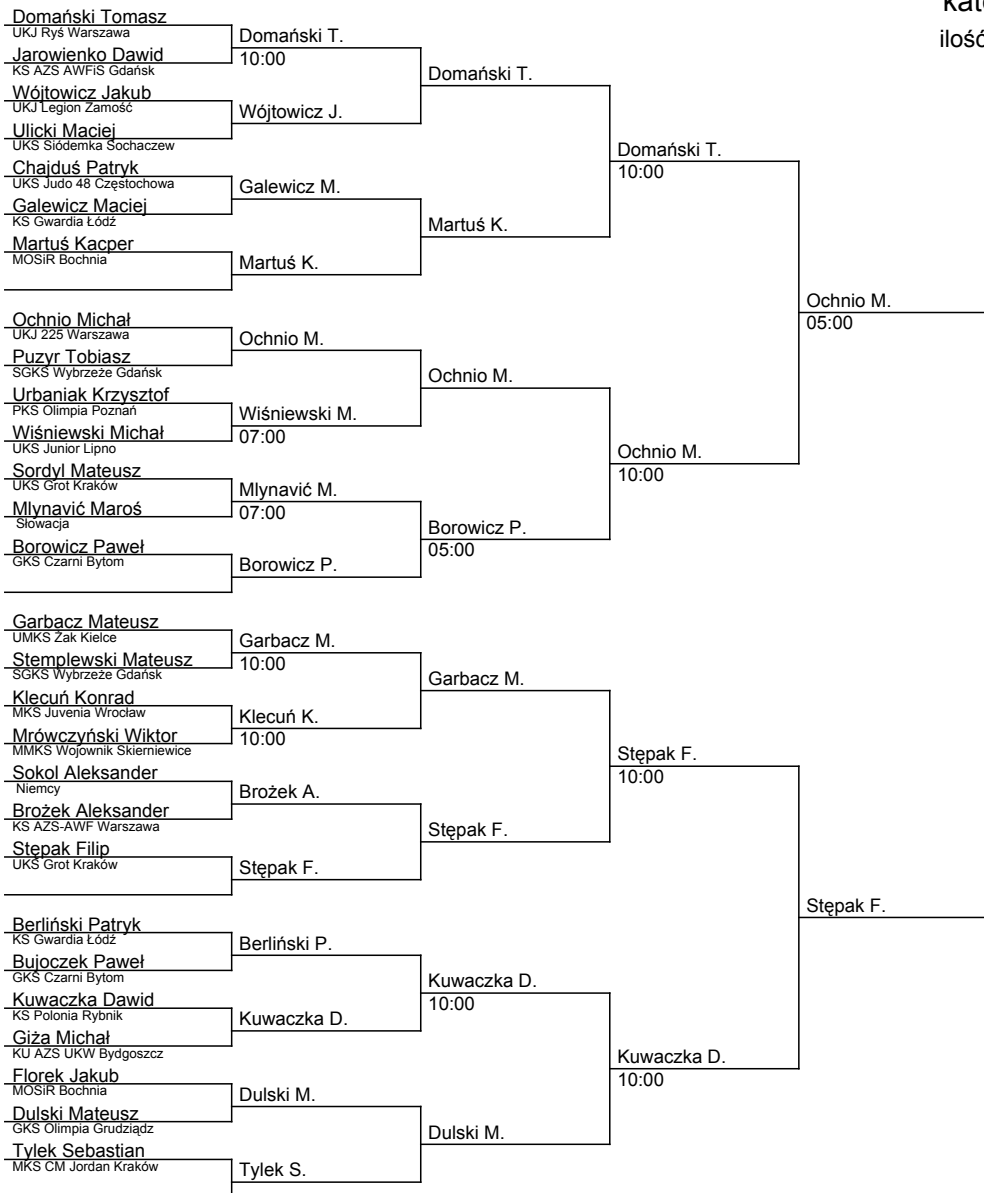 kate
ilość
Domański Tomasz
UKJ Ryś Warszawa
Jarowienko Dawid
KS AZS AWFiS Gdańsk
Wójtowicz Jakub
UKJ Legion Zamość
Ulicki Maciej
UKS Siódemka Sochaczew
Chajduś Patryk
UKS Judo 48 Częstochowa
Galewicz Maciej
KS Gwardia Łódź
Martuś Kacper
MOSiR Bochnia
Ochnio Michał
UKJ 225 Warszawa
Puzyr Tobiasz
SGKS Wybrzeże Gdańsk
Urbaniak Krzysztof
PKS Olimpia Poznań
Wiśniewski Michał
UKS Junior Lipno
Sordyl Mateusz
UKS Grot Kraków
Mlynavić Maroś
Słowacja
Borowicz Paweł
GKS Czarni Bytom
Garbacz Mateusz
UMKS Żak Kielce
Stemplewski Mateusz
SGKS Wybrzeże Gdańsk
Klecuń Konrad
MKS Juvenia Wrocław
Mrówczyński Wiktor
MMKS Wojownik Skierniewice
Sokol Aleksander
Niemcy
Brożek Aleksander
KS AZS-AWF Warszawa
Stępak Filip
UKS Grot Kraków
Berliński Patryk
KS Gwardia Łódź
Bujoczek Paweł
GKS Czarni Bytom
Kuwaczka Dawid
KS Polonia Rybnik
Giża Michał
KU AZS UKW Bydgoszcz
Florek Jakub
MOSiR Bochnia
Dulski Mateusz
GKS Olimpia Grudziądz
Tylek Sebastian
MKS CM Jordan Kraków
Domański T.
10:00
Wójtowicz J.
Galewicz M.
Martuś K.
Ochnio M.
Wiśniewski M.
07:00
Mlynavić M.
07:00
Borowicz P.
Garbacz M.
10:00
Klecuń K.
10:00
Brożek A.
Stępak F.
Berliński P.
Kuwaczka D.
Dulski M.
Tylek S.
Domański T.
Martuś K.
Ochnio M.
Borowicz P.
05:00
Garbacz M.
Stępak F.
Kuwaczka D.
10:00
Dulski M.
Domański T.
10:00
Ochnio M.
10:00
Stępak F.
10:00
Kuwaczka D.
10:00
Ochnio M.
05:00
Stępak F.